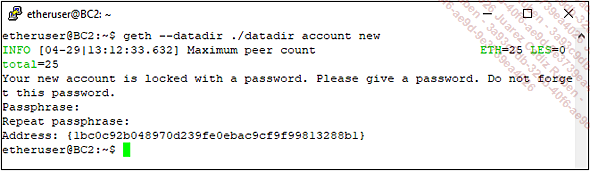 etheruser@BC2: ~
etheruser@BC2:~$ geth --datadir ./datadir account new
INFO [04-29|13:12:33.632] Maximum peer count ETH=25 LES=0
total=25
Your new account is locked with a password. Please give a password. Do not forge
t this password.
Passphrase:
Repeat passphrase:
Address: {1bc0c92b048970d239fe0ebac9cf9f99813288b1}
etheruser@BC2:~$